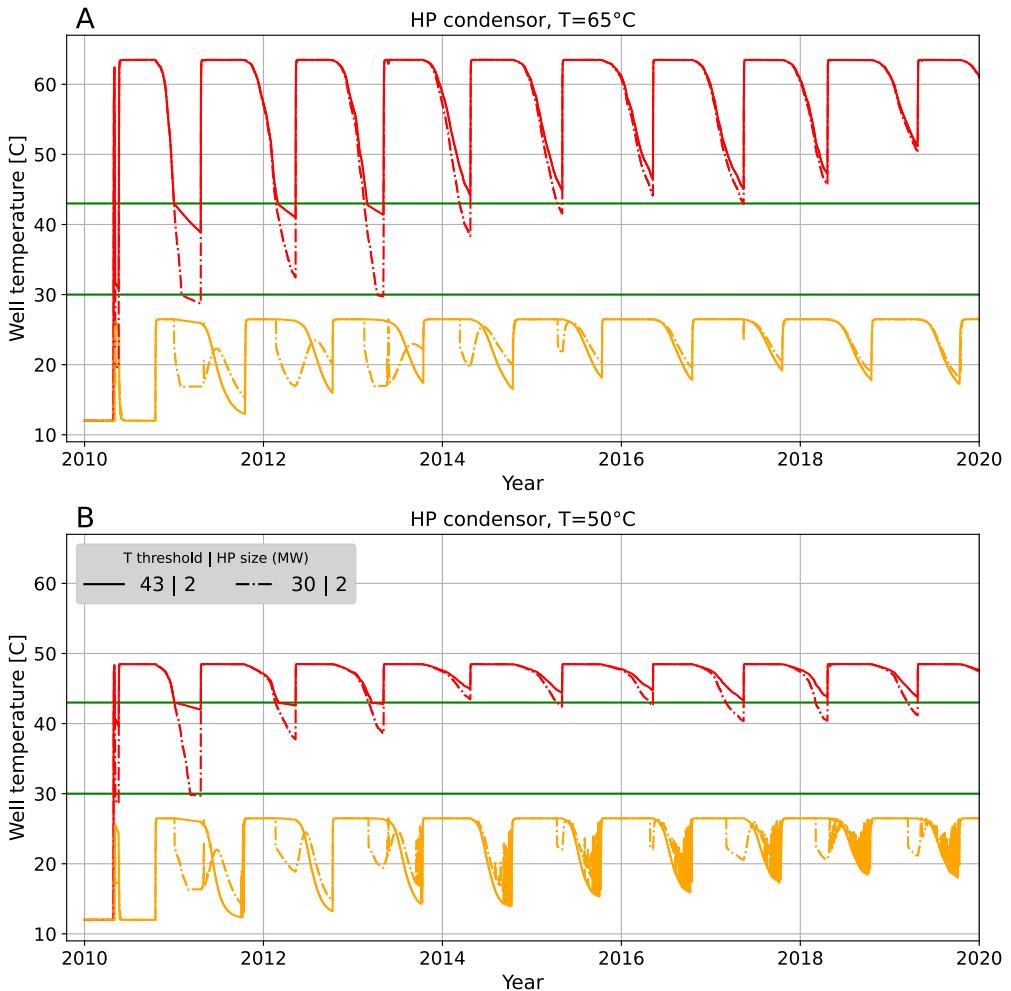 A
HP condensor, T=65°C
Well temperature [C]
60
50
40
30
20
10
2010
2012
2014
2016
2018
2020
Year
B
HP condensor, T=50°C
T threshold | HP size (MW)
43 | 2
30 | 2
Well temperature [C]
60
50
40
30
20
10
2010
2012
2014
2016
2018
2020
Year